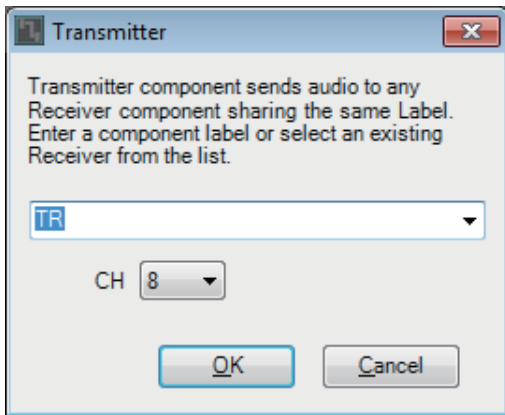 Transmitter
Transmitter component sends audio to any
Receiver component sharing the same Label.
Enter a component label or select an existing
Receiver from the list.
TR
CH 8
OK Cancel